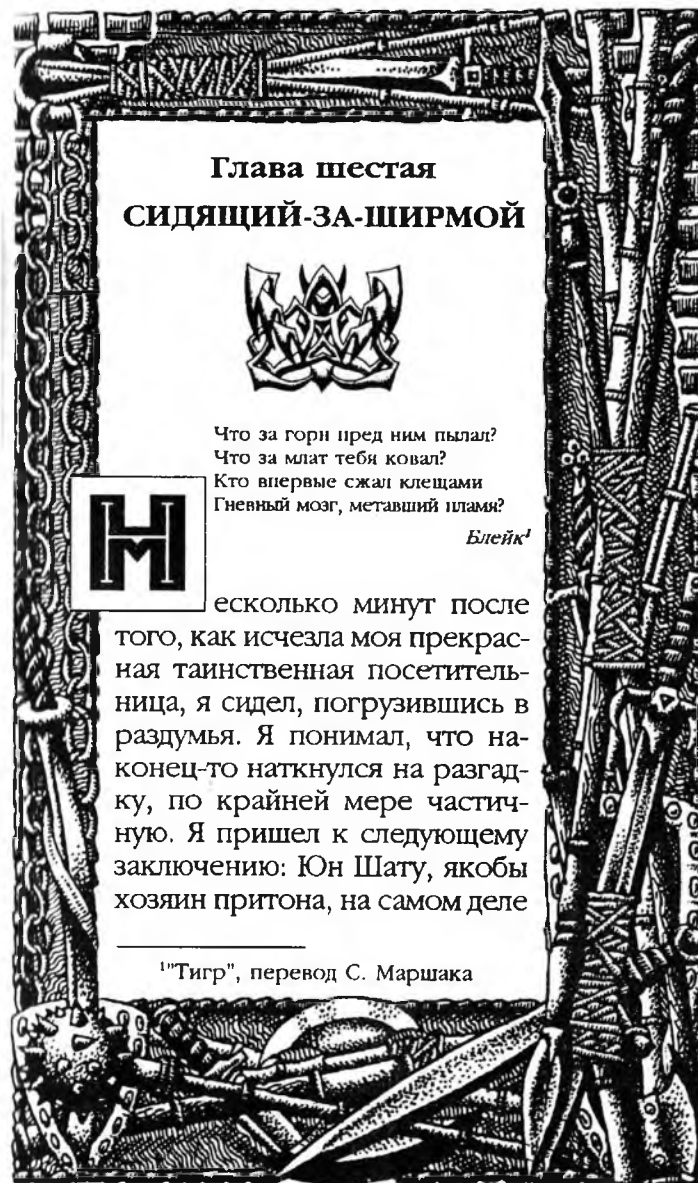 Глава шестая
СИДЯЩИЙ-ЗА-ШИРМОЙ
Что за горн пред ним пылал?
Что за млат тебя ковал?
Кто впервые сжал клещами
Гневный мозг, метавший пламя?
Блейк¹
Несколько минут после
того, как исчезла моя прекрас-
ная таинственная посетитель-
ница, я сидел, погрузившись в
раздумья. Я понимал, что на-
конец-то наткнулся на разгад-
ку, по крайней мере частич-
ную. Я пришел к следующему
заключению: Юн Шату, якобы
хозяин притона, на самом деле
¹"Тигр", перевод С. Маршака